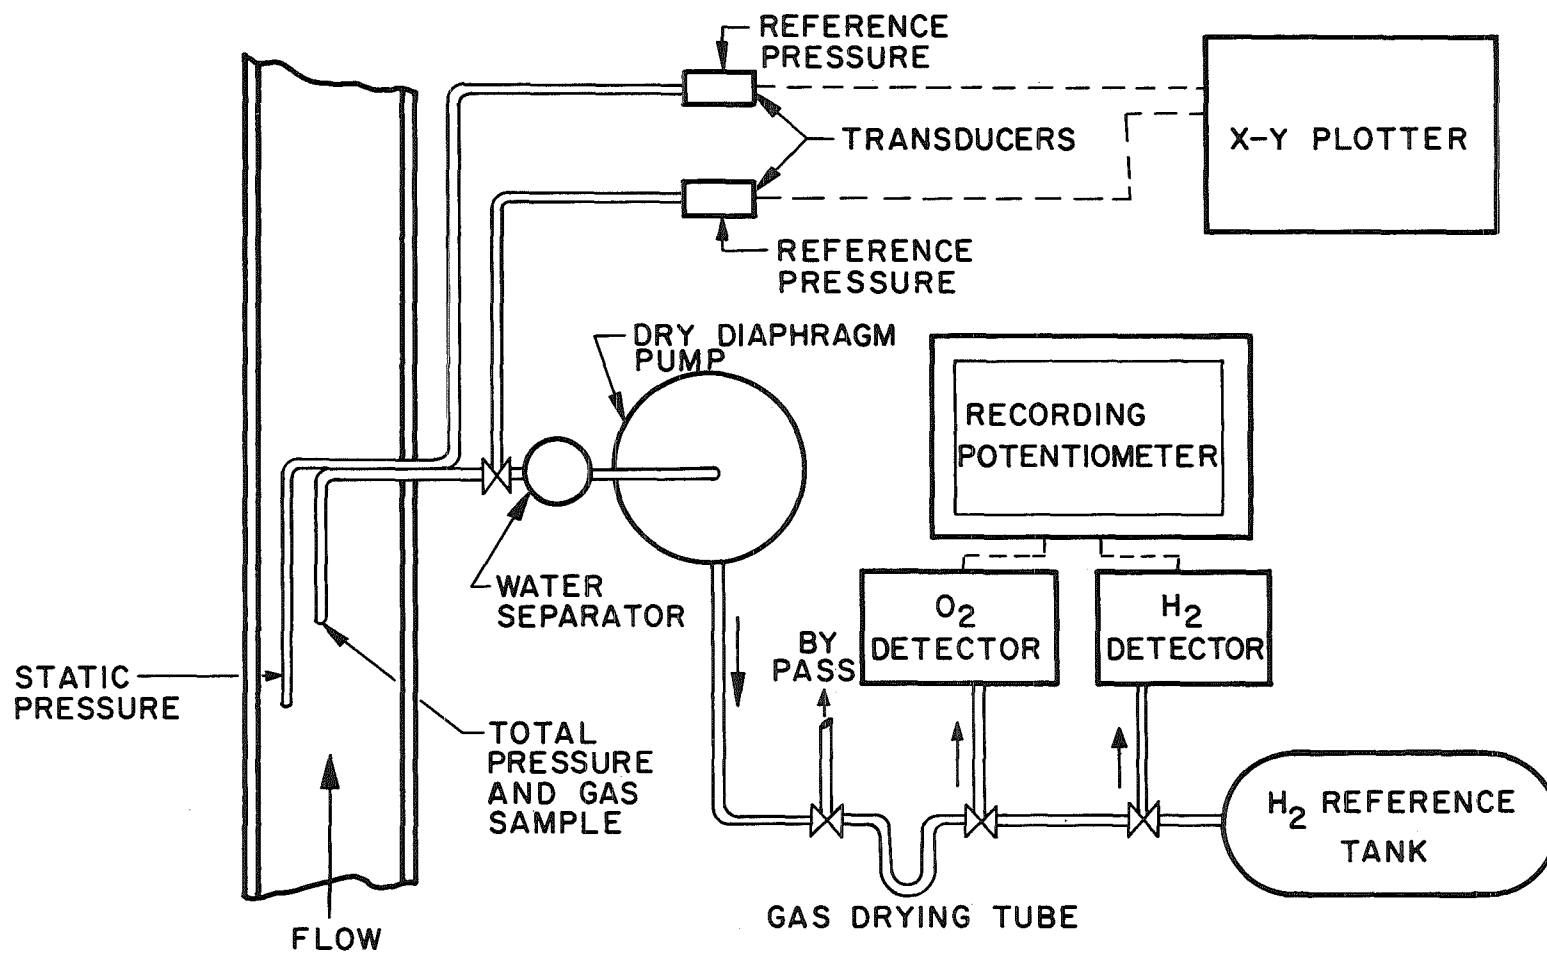 REFERENCE
PRESSURE
TRANSDUCERS
X-Y PLOTTER
REFERENCE
PRESSURE
DRY DIAPHRAGM
PUMP
RECORDING
POTENTIOMETER
WATER
SEPARATOR
O2
DETECTOR
H2
DETECTOR
BY
PASS
STATIC
PRESSURE
TOTAL
PRESSURE
AND GAS
SAMPLE
H2 REFERENCE
TANK
GAS DRYING TUBE
FLOW